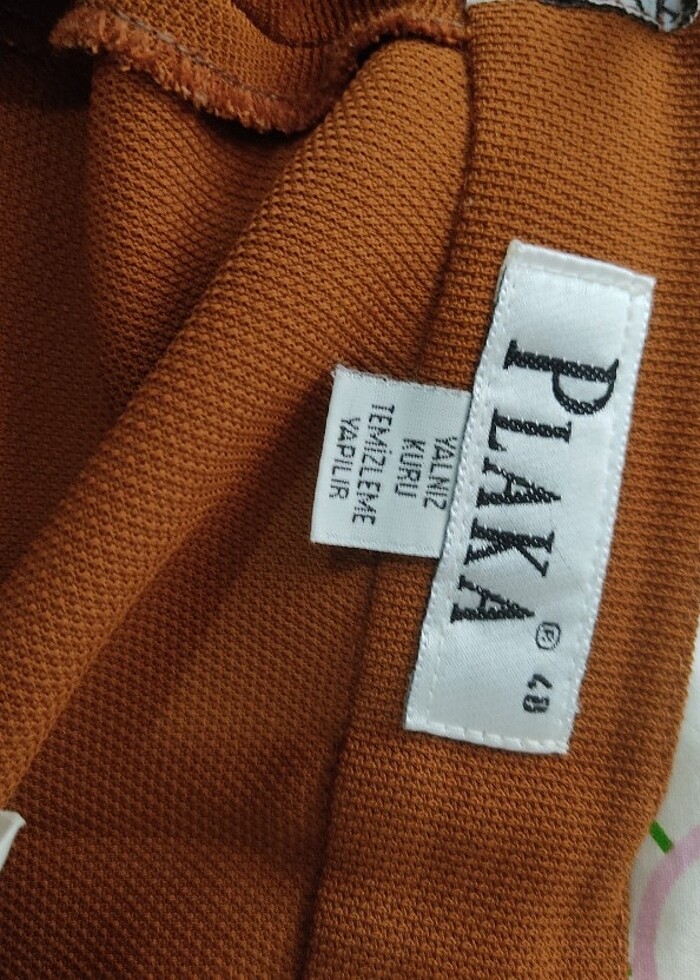 PLAKA® 48
YALNIZ
KURU
TEMİZLEME
YAPILIR